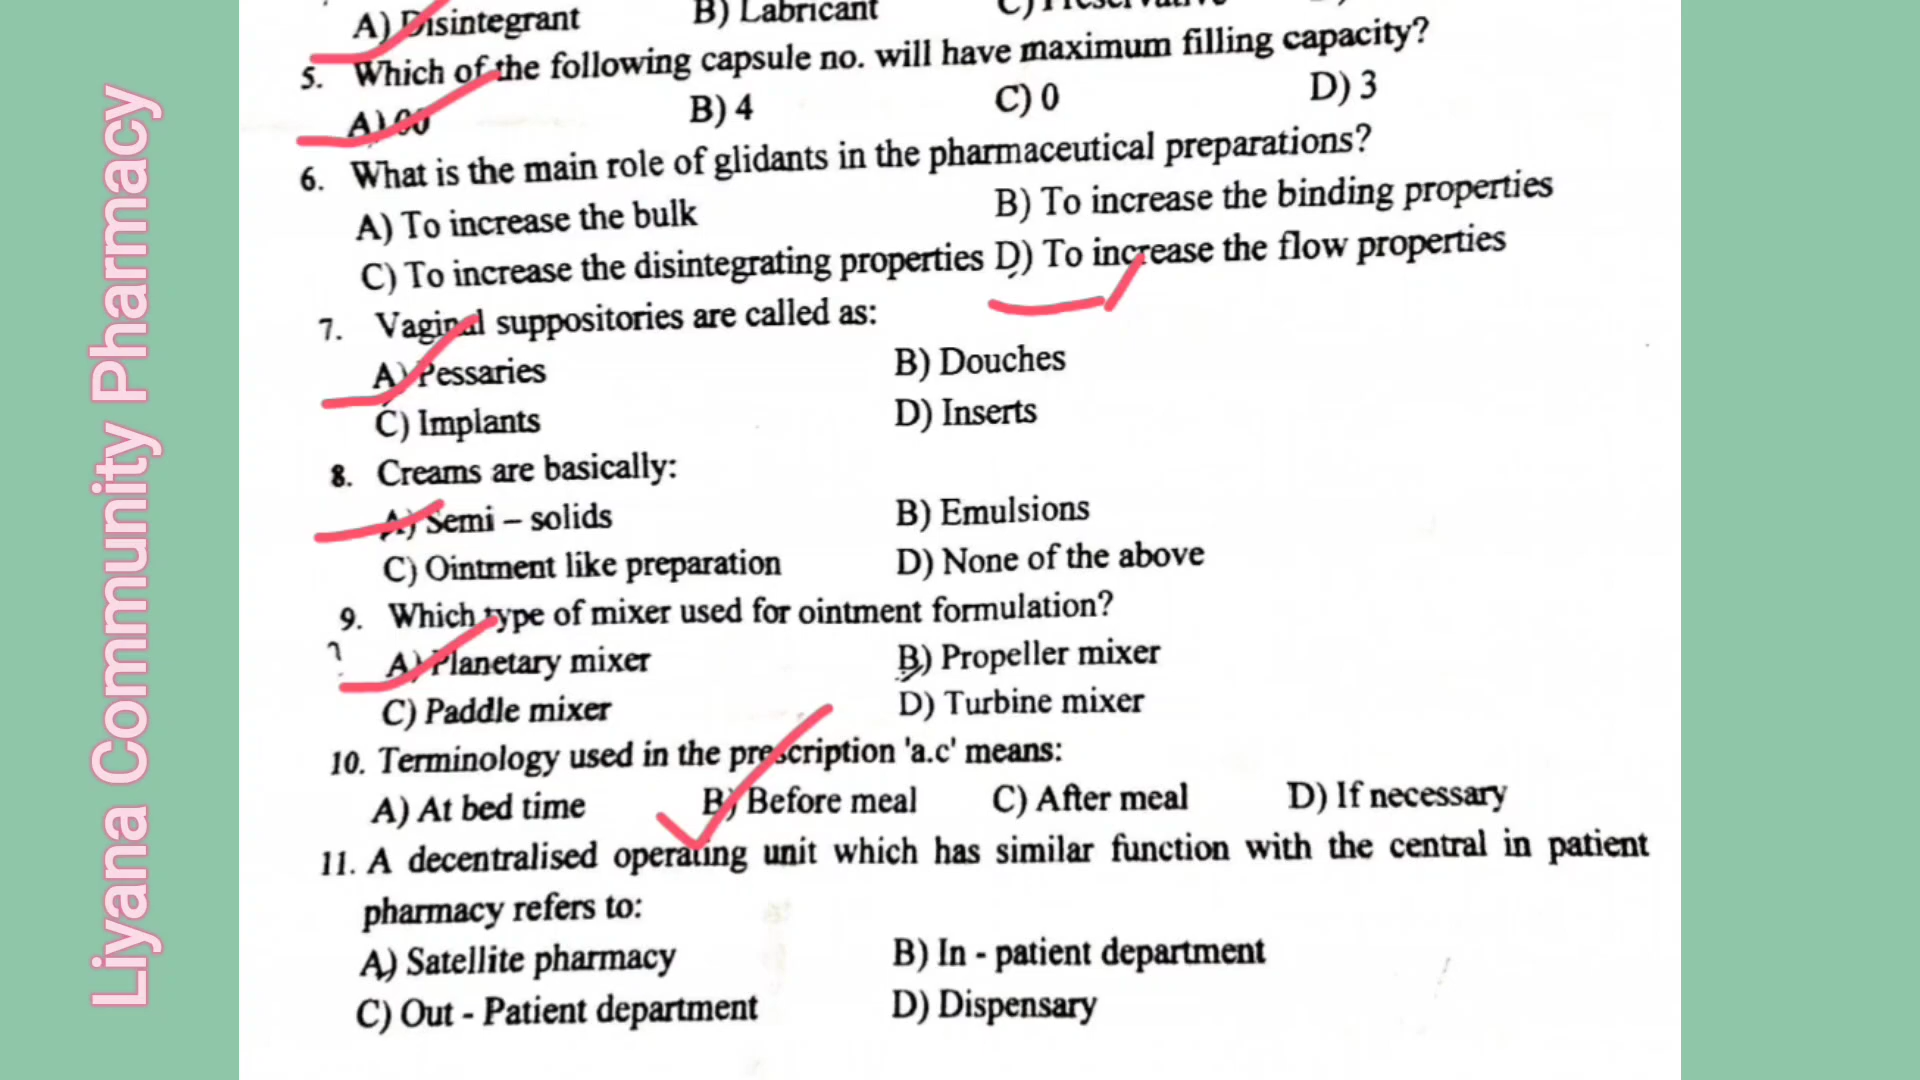 Liyana Community Pharmacy
A) Disintegrant B) Labricant C) Preservative
5. Which of the following capsule no. will have maximum filling capacity?
A) 00 B) 4 C) 0 D) 3
6. What is the main role of glidants in the pharmaceutical preparations?
A) To increase the bulk B) To increase the binding properties
C) To increase the disintegrating properties D) To increase the flow properties
7. Vaginal suppositories are called as:
A) Pessaries B) Douches
C) Implants D) Inserts
8. Creams are basically:
A) Semi – solids B) Emulsions
C) Ointment like preparation D) None of the above
9. Which type of mixer used for ointment formulation?
? A) Planetary mixer B) Propeller mixer
C) Paddle mixer D) Turbine mixer
10. Terminology used in the prescription 'a.c' means:
A) At bed time B) Before meal C) After meal D) If necessary
11. A decentralised operating unit which has similar function with the central in patient
pharmacy refers to:
A) Satellite pharmacy B) In - patient department
C) Out - Patient department D) Dispensary